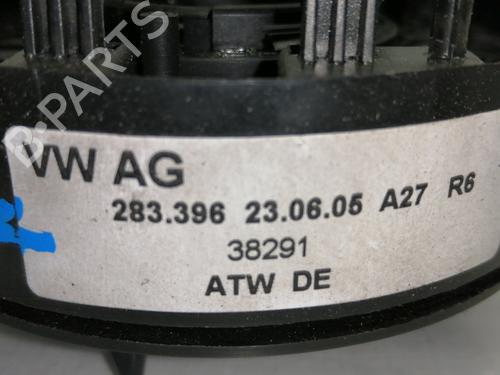 B-PARTS
VW AG
283.396 23.06.05 A27 R6
38291
ATW DE